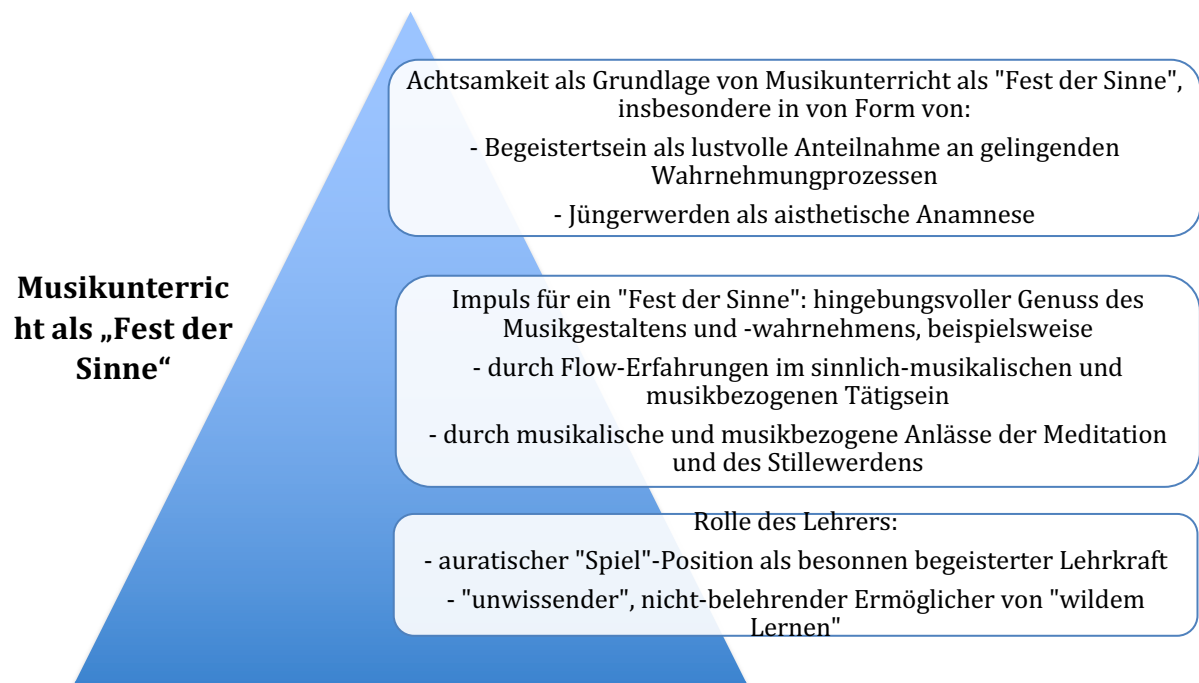 Achtsamkeit als Grundlage von Musikunterricht als "Fest der Sinne",
insbesondere in von Form von:
- Begeistertsein als lustvolle Anteilnahme an gelingenden
Wahrnehmungprozessen
- Jüngerwerden als aisthetische Anamnese
Musikunterric
ht als „Fest der
Sinne“
Impuls für ein "Fest der Sinne": hingebungsvoller Genuss des
Musikgestaltens und -wahrnehmens, beispielsweise
- durch Flow-Erfahrungen im sinnlich-musikalischen und
musikbezogenen Tätigsein
- durch musikalische und musikbezogene Anlässe der Meditation
und des Stillewerdens
Rolle des Lehrers:
- auratischer "Spiel"-Position als besonnen begeisterter Lehrkraft
- "unwissender", nicht-belehrender Ermöglicher von "wildem
Lernen"